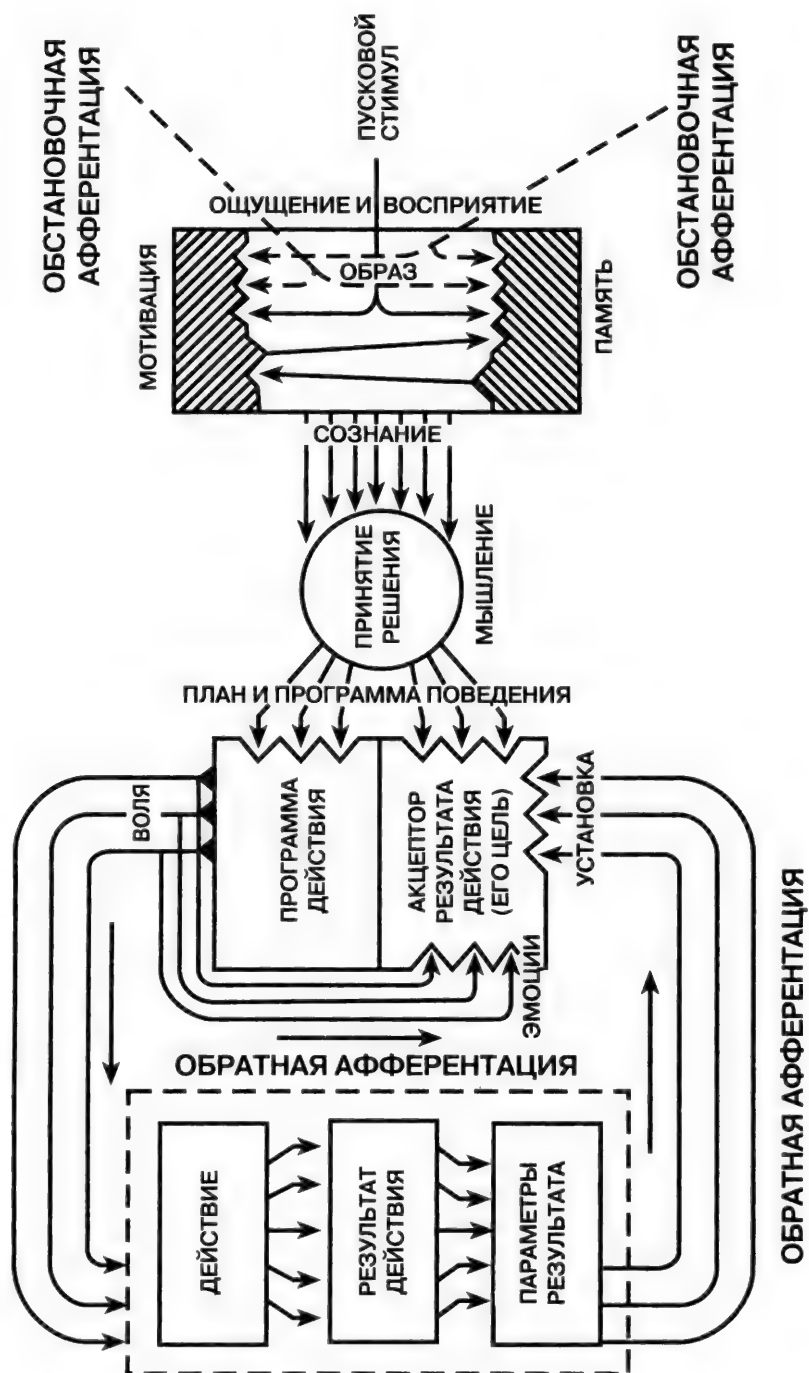 ОБСТАНОВОЧНАЯ
АФФЕРЕНТАЦИЯ
ПУСКОВОЙ
СТИМУЛ
ОБСТАНОВОЧНАЯ
АФФЕРЕНТАЦИЯ
ОЩУЩЕНИЕ И ВОСПРИЯТИЕ
МОТИВАЦИЯ
ОБРАЗ
ПАМЯТЬ
СОЗНАНИЕ
ПРИНЯТИЕ
РЕШЕНИЯ
МЫШЛЕНИЕ
ПЛАН И ПРОГРАММА ПОВЕДЕНИЯ
ВОЛЯ
ПРОГРАММА
ДЕЙСТВИЯ
АКЦЕПТОР
РЕЗУЛЬТАТА
ДЕЙСТВИЯ
(ЕГО ЦЕЛЬ)
УСТАНОВКА
ЭМОЦИИ
ОБРАТНАЯ АФФЕРЕНТАЦИЯ
ДЕЙСТВИЕ
РЕЗУЛЬТАТ
ДЕЙСТВИЯ
ПАРАМЕТРЫ
РЕЗУЛЬТАТА
ОБРАТНАЯ АФФЕРЕНТАЦИЯ